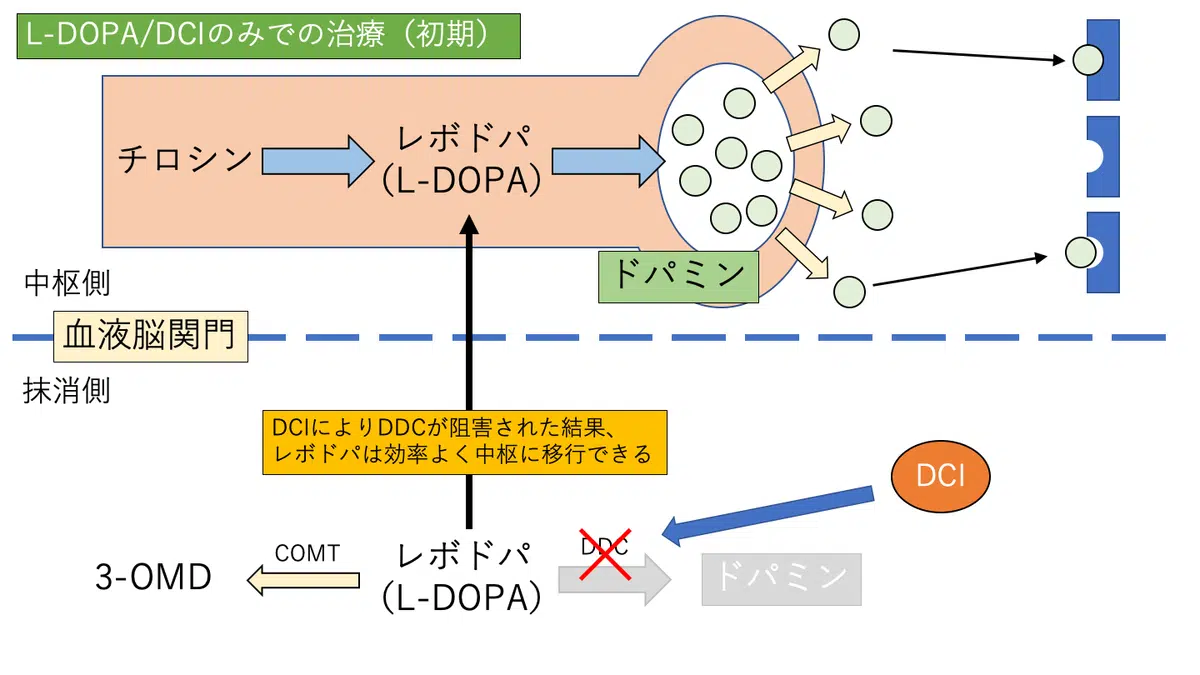 L-DOPA/DCIのみでの治療（初期）
チロシン
レボドパ
(L-DOPA)
ドパミン
中枢側
血液脳関門
抹消側
DCIによりDDCが阻害された結果、
レボドパは効率よく中枢に移行できる
DCI
3-OMD
COMT
レボドパ
(L-DOPA)
DDC
ドパミン